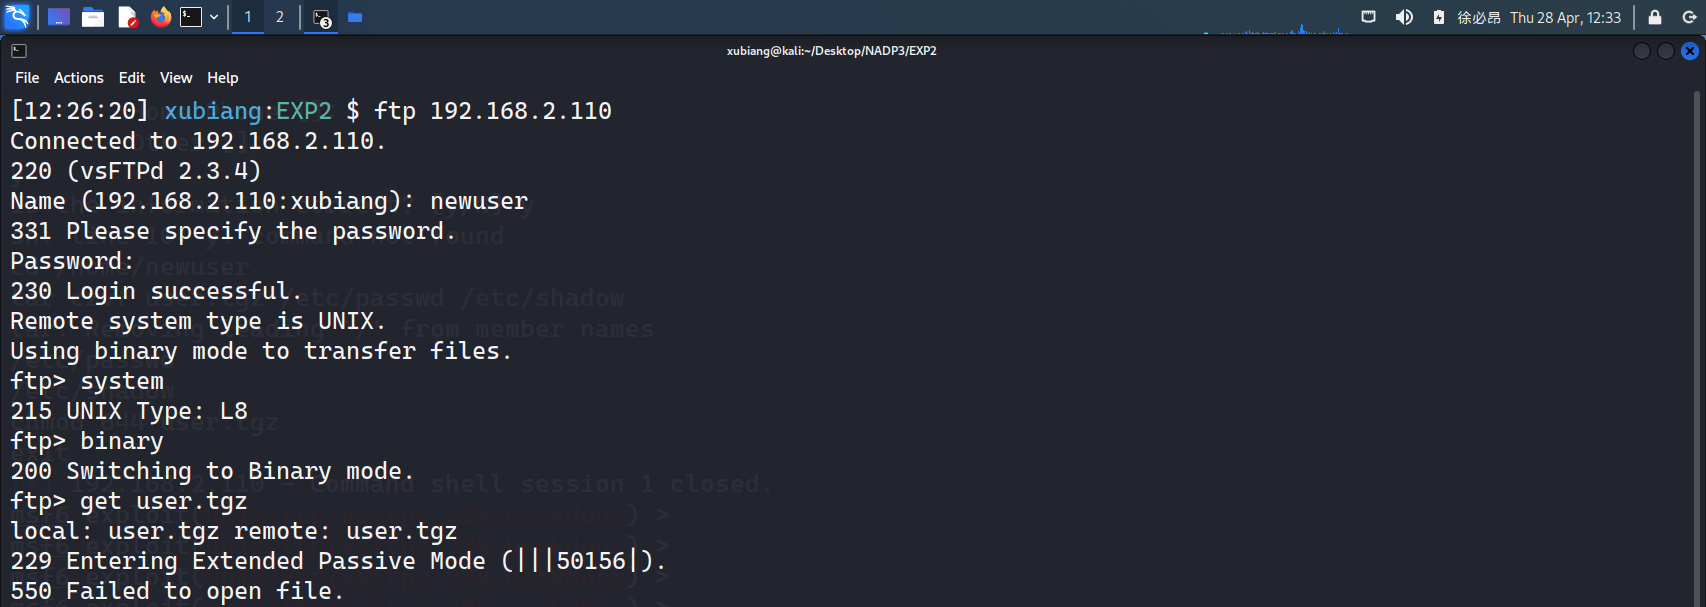 1 2 3 徐必昂 Thu 28 Apr, 12:33
xubiang@kali:~/Desktop/NADP3/EXP2
File Actions Edit View Help
[12:26:20] xubiang:EXP2 $ ftp 192.168.2.110
Connected to 192.168.2.110.
220 (vsFTPd 2.3.4)
Name (192.168.2.110:xubiang): newuser
331 Please specify the password.
Password:
230 Login successful.
Remote system type is UNIX.
Using binary mode to transfer files.
ftp> system
215 UNIX Type: L8
ftp> binary
200 Switching to Binary mode.
ftp> get user.tgz
local: user.tgz remote: user.tgz
229 Entering Extended Passive Mode (|||50156|).
550 Failed to open file.